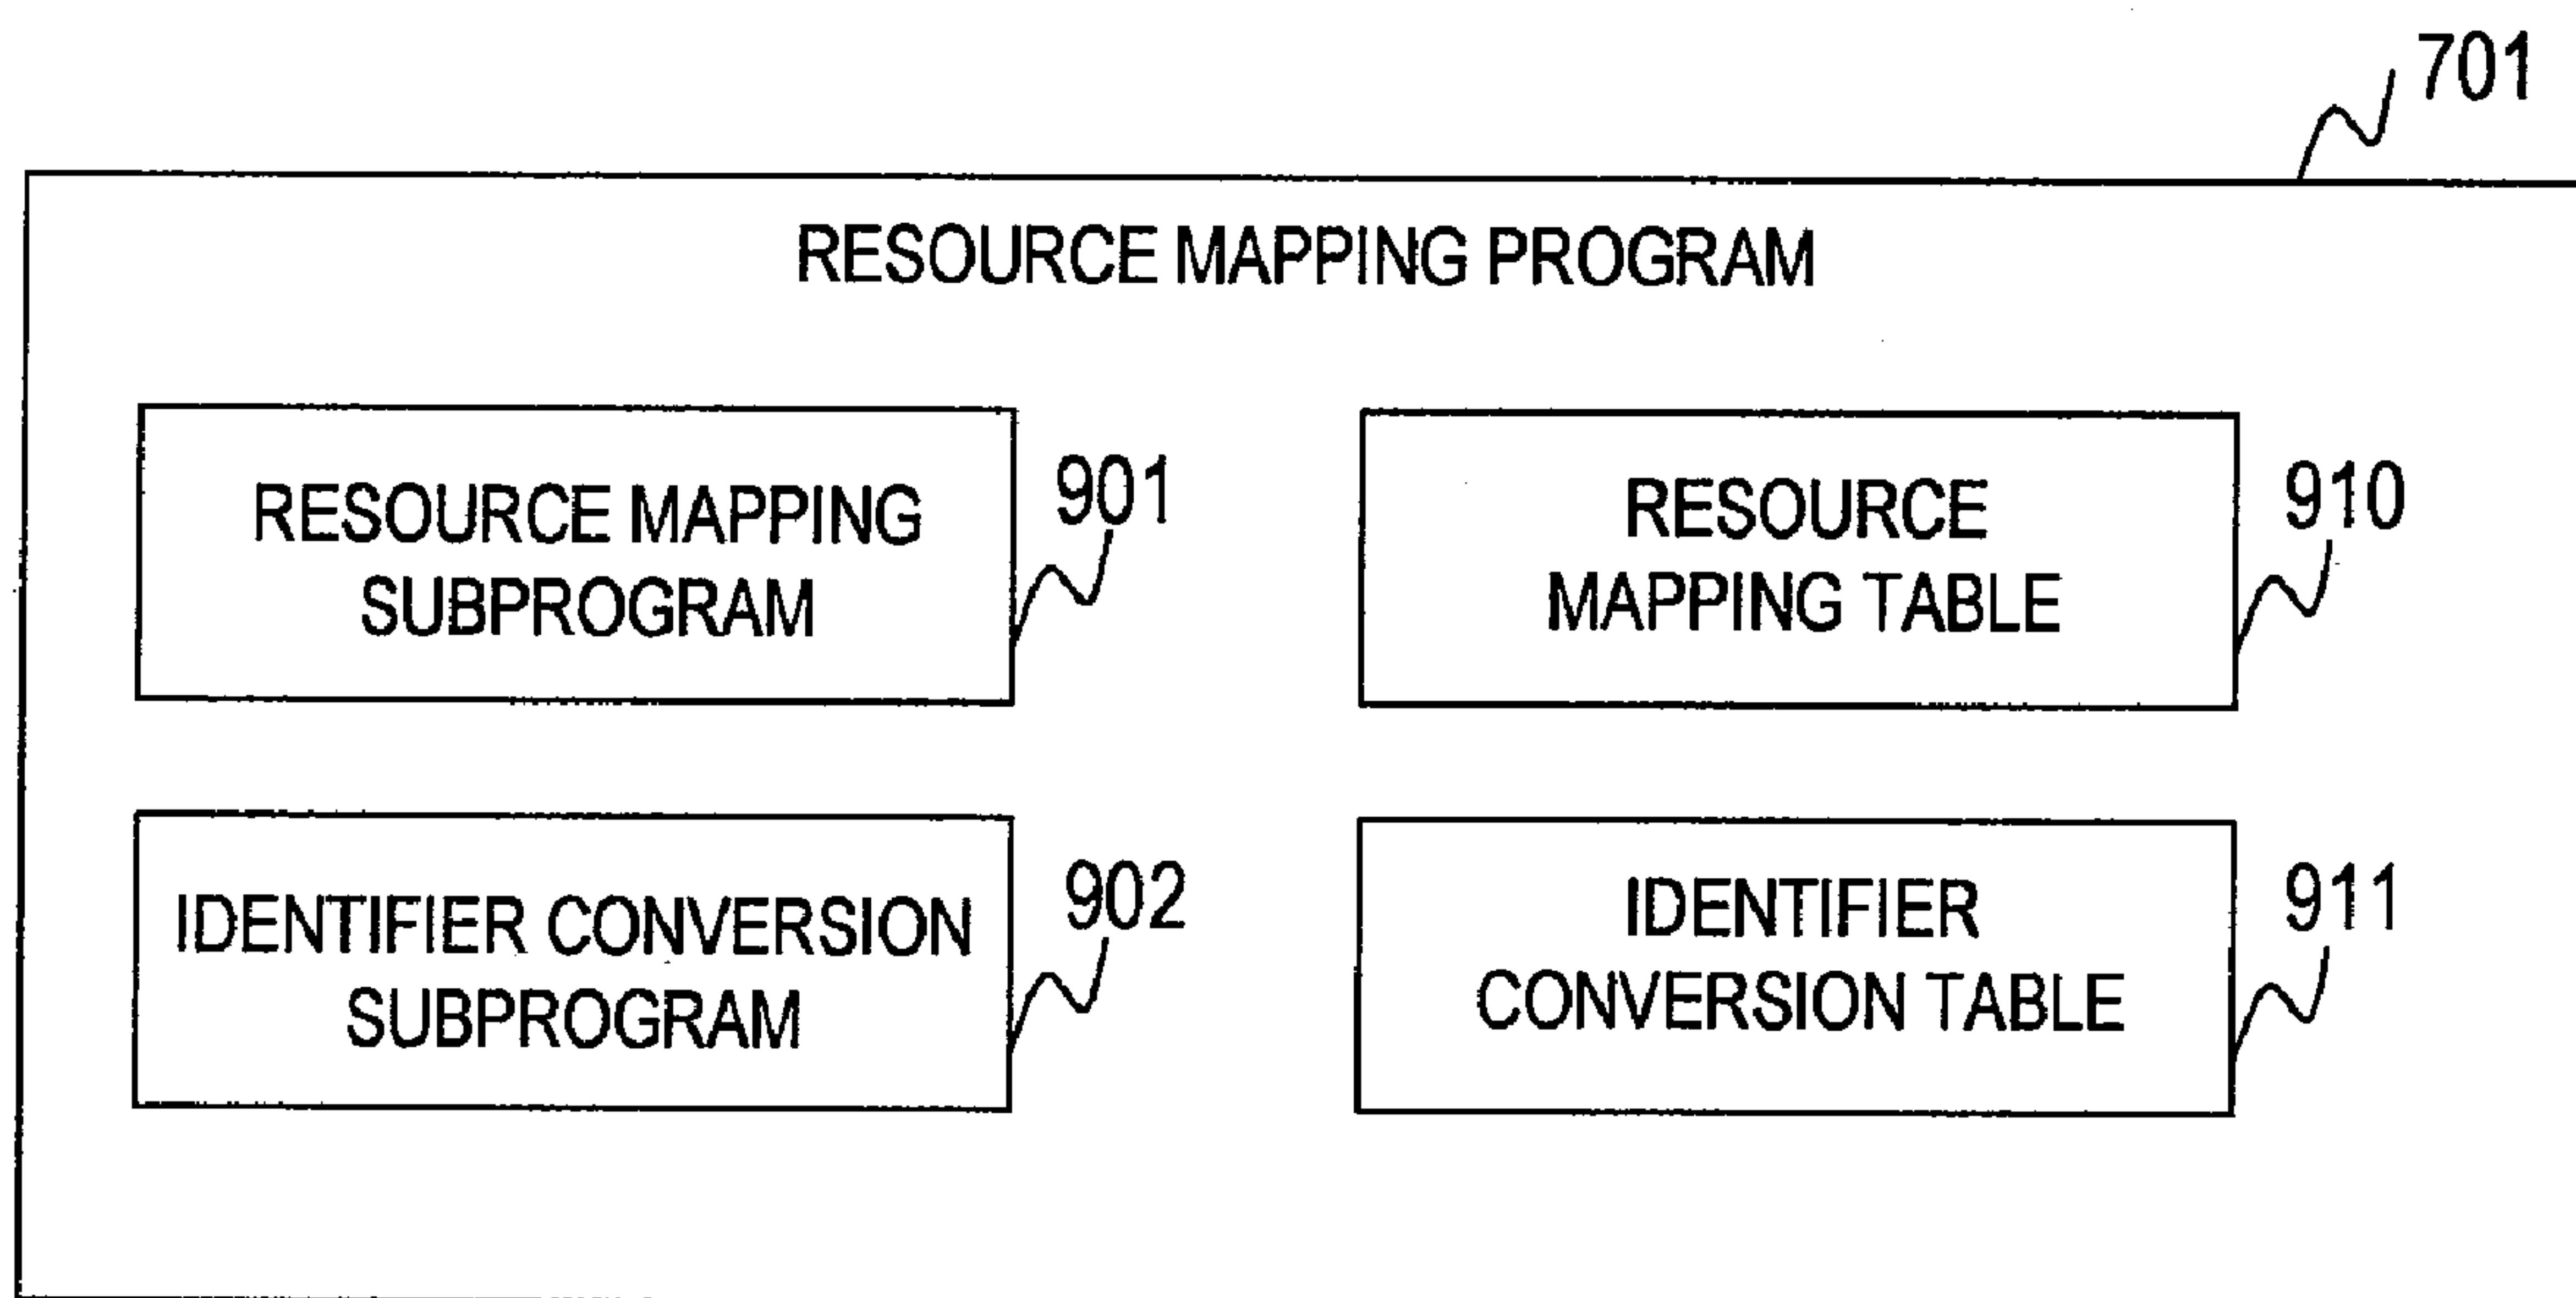 701
RESOURCE MAPPING PROGRAM
RESOURCE MAPPING
SUBPROGRAM
901
RESOURCE
MAPPING TABLE
910
IDENTIFIER CONVERSION
SUBPROGRAM
902
IDENTIFIER
CONVERSION TABLE
911